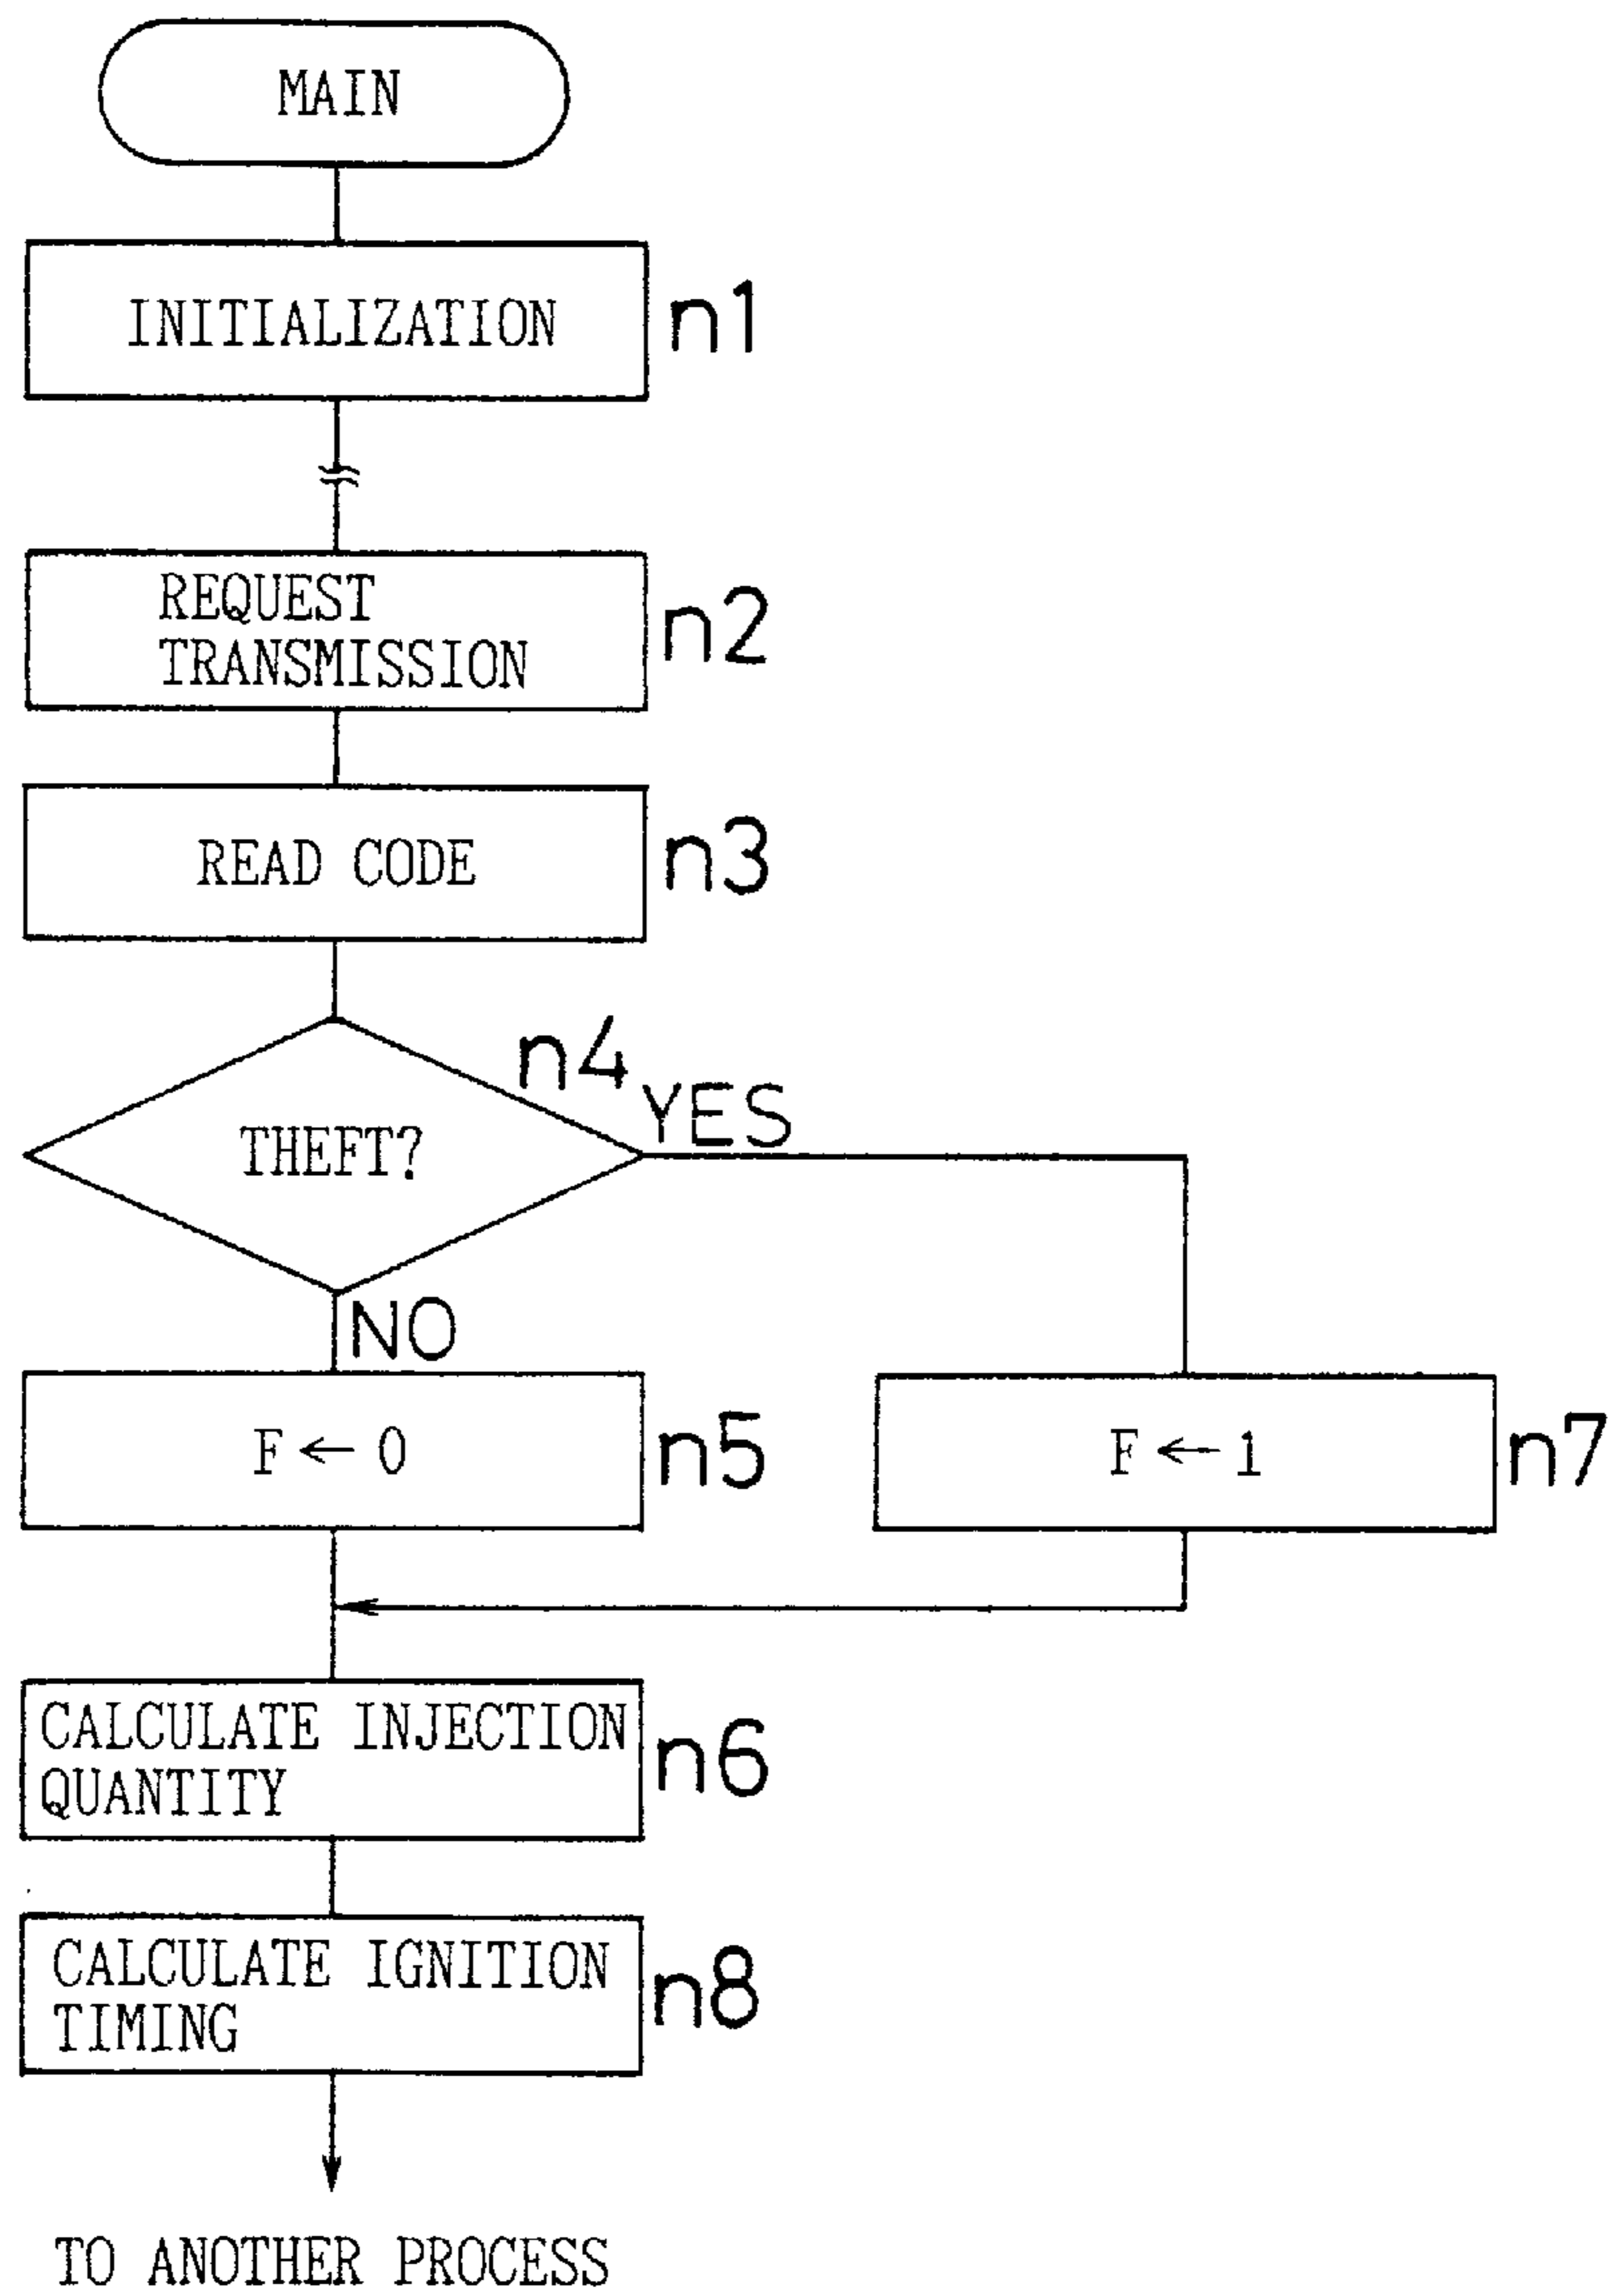 MAIN
INITIALIZATION
n1
REQUEST
TRANSMISSION
n2
READ CODE
n3
n4
YES
THEFT?
NO
F ← 0
n5
F ← 1
n7
CALCULATE INJECTION
QUANTITY
n6
CALCULATE IGNITION
TIMING
n8
TO ANOTHER PROCESS